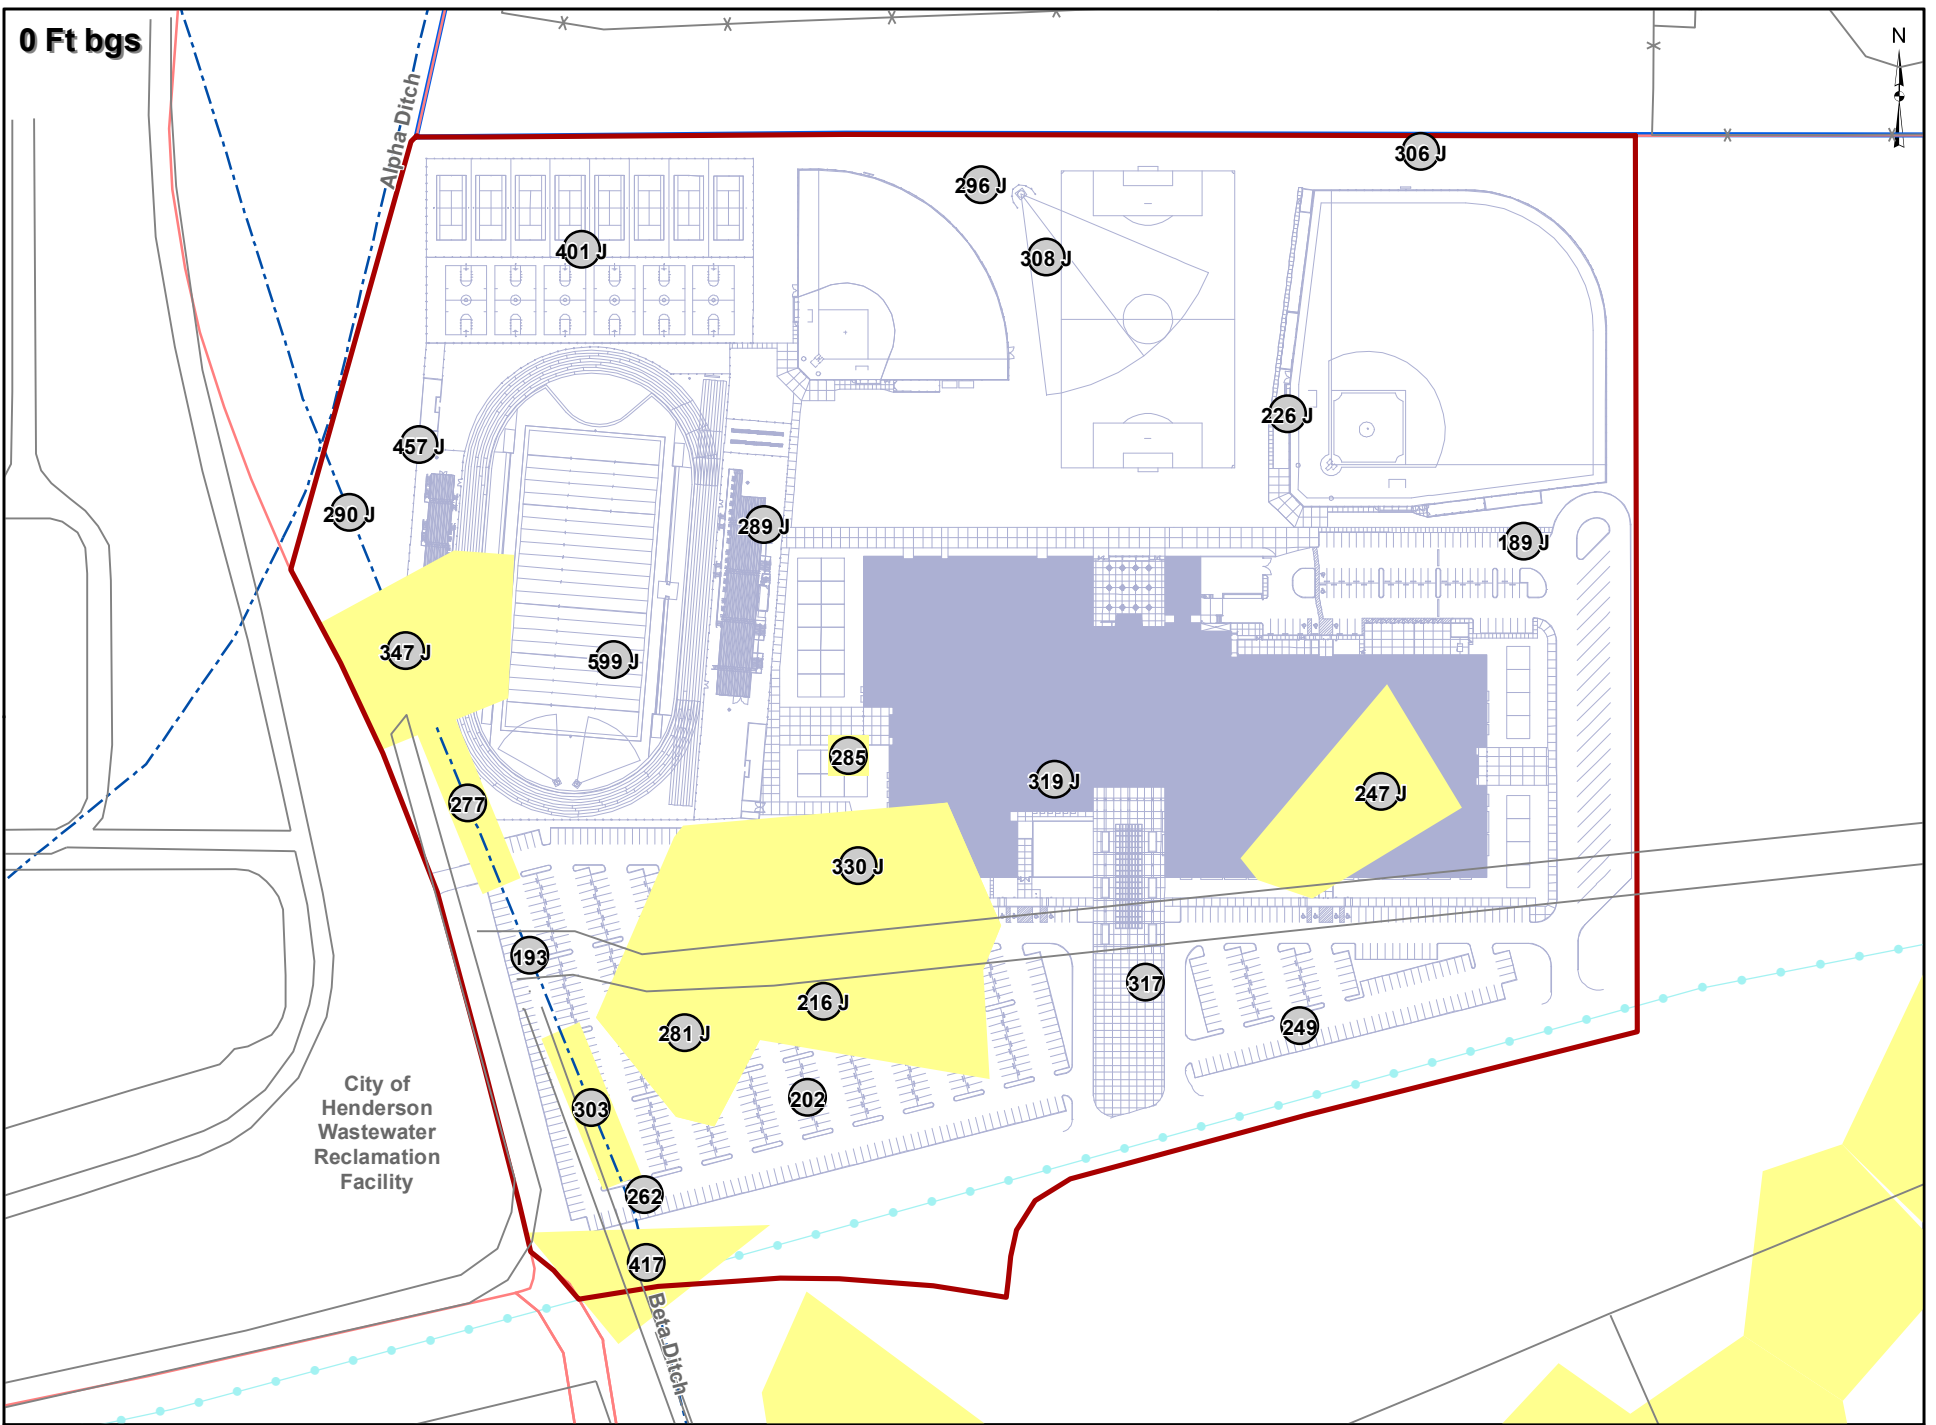 0 Ft bgs
N
Alpha Ditch
306 J
296 J
401 J
308 J
226 J
457 J
290 J
289 J
189 J
347 J
599 J
285
319 J
247 J
277
330 J
193
317
216 J
249
281 J
202
303
City of
Henderson
Wastewater
Reclamation
Facility
262
417
Beta Ditch